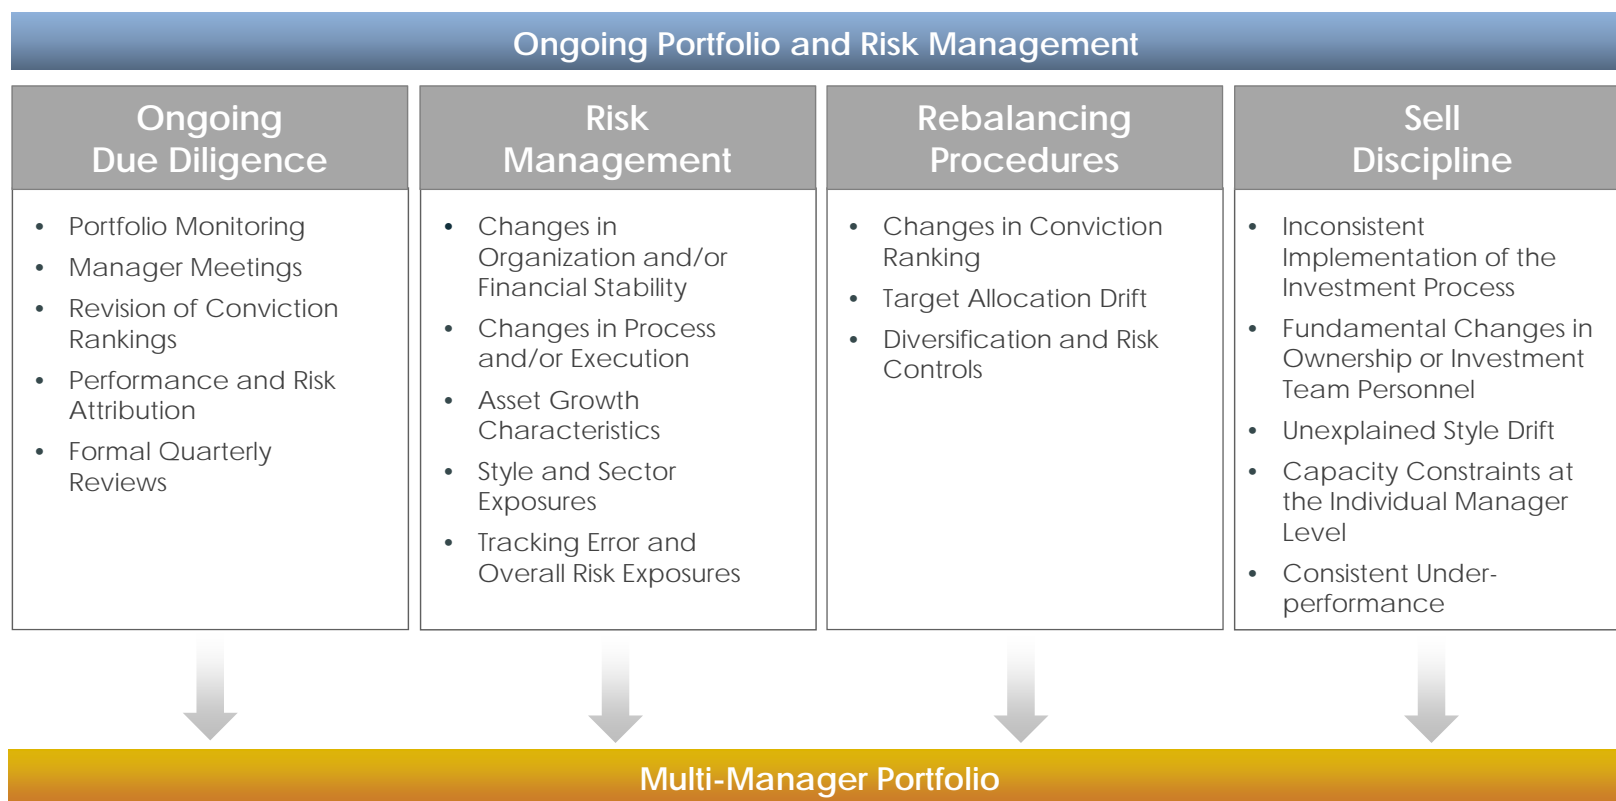 Ongoing Portfolio and Risk Management
Ongoing
Due Diligence
• Portfolio Monitoring
• Manager Meetings
• Revision of Conviction
Rankings
• Performance and Risk
Attribution
• Formal Quarterly
Reviews
Risk
Management
• Changes in
Organization and/or
Financial Stability
• Changes in Process
and/or Execution
• Asset Growth
Characteristics
• Style and Sector
Exposures
• Tracking Error and
Overall Risk Exposures
Rebalancing
Procedures
• Changes in Conviction
Ranking
• Target Allocation Drift
• Diversification and Risk
Controls
Sell
Discipline
• Inconsistent
Implementation of the
Investment Process
• Fundamental Changes in
Ownership or Investment
Team Personnel
• Unexplained Style Drift
• Capacity Constraints at
the Individual Manager
Level
• Consistent Under-
performance
Multi-Manager Portfolio